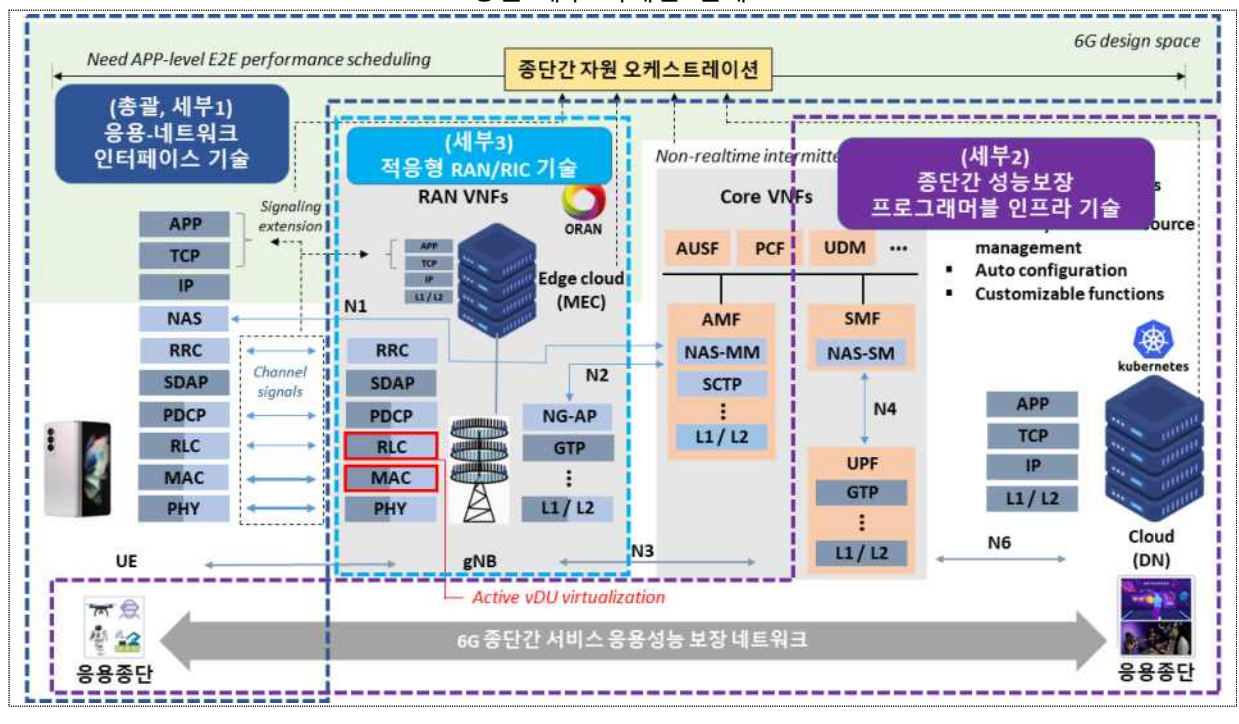 Need APP-level E2E performance scheduling
6G design space
종단간 자원 오케스트레이션
(총괄, 세부1)
응용-네트워크
인터페이스 기술
(세부3)
적응형 RAN/RIC 기술
(세부2)
종단간 성능보장
프로그래머블 인프라 기술
Non-realtime
Signaling
extension
RAN VNFs
ORAN
Core VNFs
APP
TCP
IP
NAS
RRC
SDAP
PDCP
RLC
MAC
PHY
Channel
signals
APP
TCP
IP
L1 / L2
Edge cloud
(MEC)
N1
RRC
SDAP
PDCP
RLC
MAC
PHY
N2
NG-AP
GTP
⋮
L1 / L2
AUSF
PCF
UDM
•••
AMF
NAS-MM
SCTP
⋮
L1 / L2
SMF
NAS-SM
N4
UPF
GTP
⋮
L1 / L2
management
▪ Auto configuration
▪ Customizable functions
kubernetes
APP
TCP
IP
L1 / L2
Cloud
(DN)
UE
gNB
N3
N6
Active vDU virtualization
6G 종단간 서비스 응용성능 보장 네트워크
응용종단
응용종단